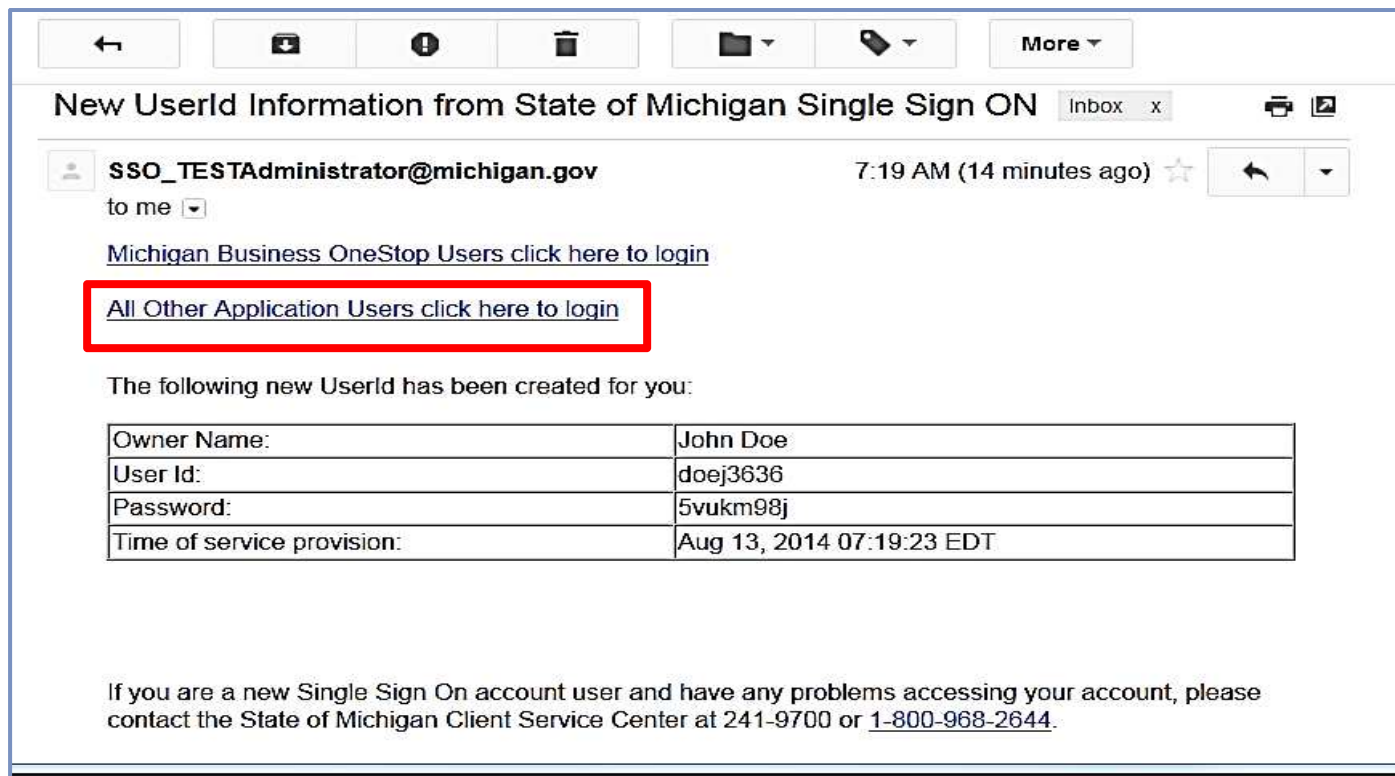 More
New UserId Information from State of Michigan Single Sign ON Inbox x
SSO_TESTAdministrator@michigan.gov 7:19 AM (14 minutes ago)
to me
Michigan Business OneStop Users click here to login
All Other Application Users click here to login
The following new UserId has been created for you:
Owner Name: John Doe
User Id: doej3636
Password: 5vukm98j
Time of service provision: Aug 13, 2014 07:19:23 EDT
If you are a new Single Sign On account user and have any problems accessing your account, please
contact the State of Michigan Client Service Center at 241-9700 or 1-800-968-2644.